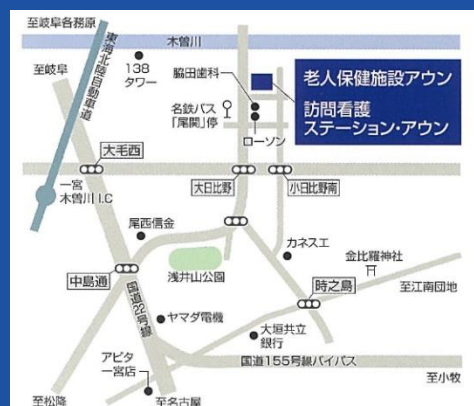 至岐阜各務原
木曽川
東海北陸自動車道
至岐阜
138
タワー
脇田歯科
老人保健施設アウン
訪問看護
ステーション・アウン
名鉄バス
「尾関」停
ローソン
大毛西
大日比野
小日比野南
一宮
木曽川I.C
尾西信金
カネスエ
金比羅神社
浅井山公園
中島通
時之島
至江南団地
国道22号線
ヤマダ電機
大垣共立
銀行
アピタ
一宮店
国道155号線バイパス
至小牧
至松降
至名古屋